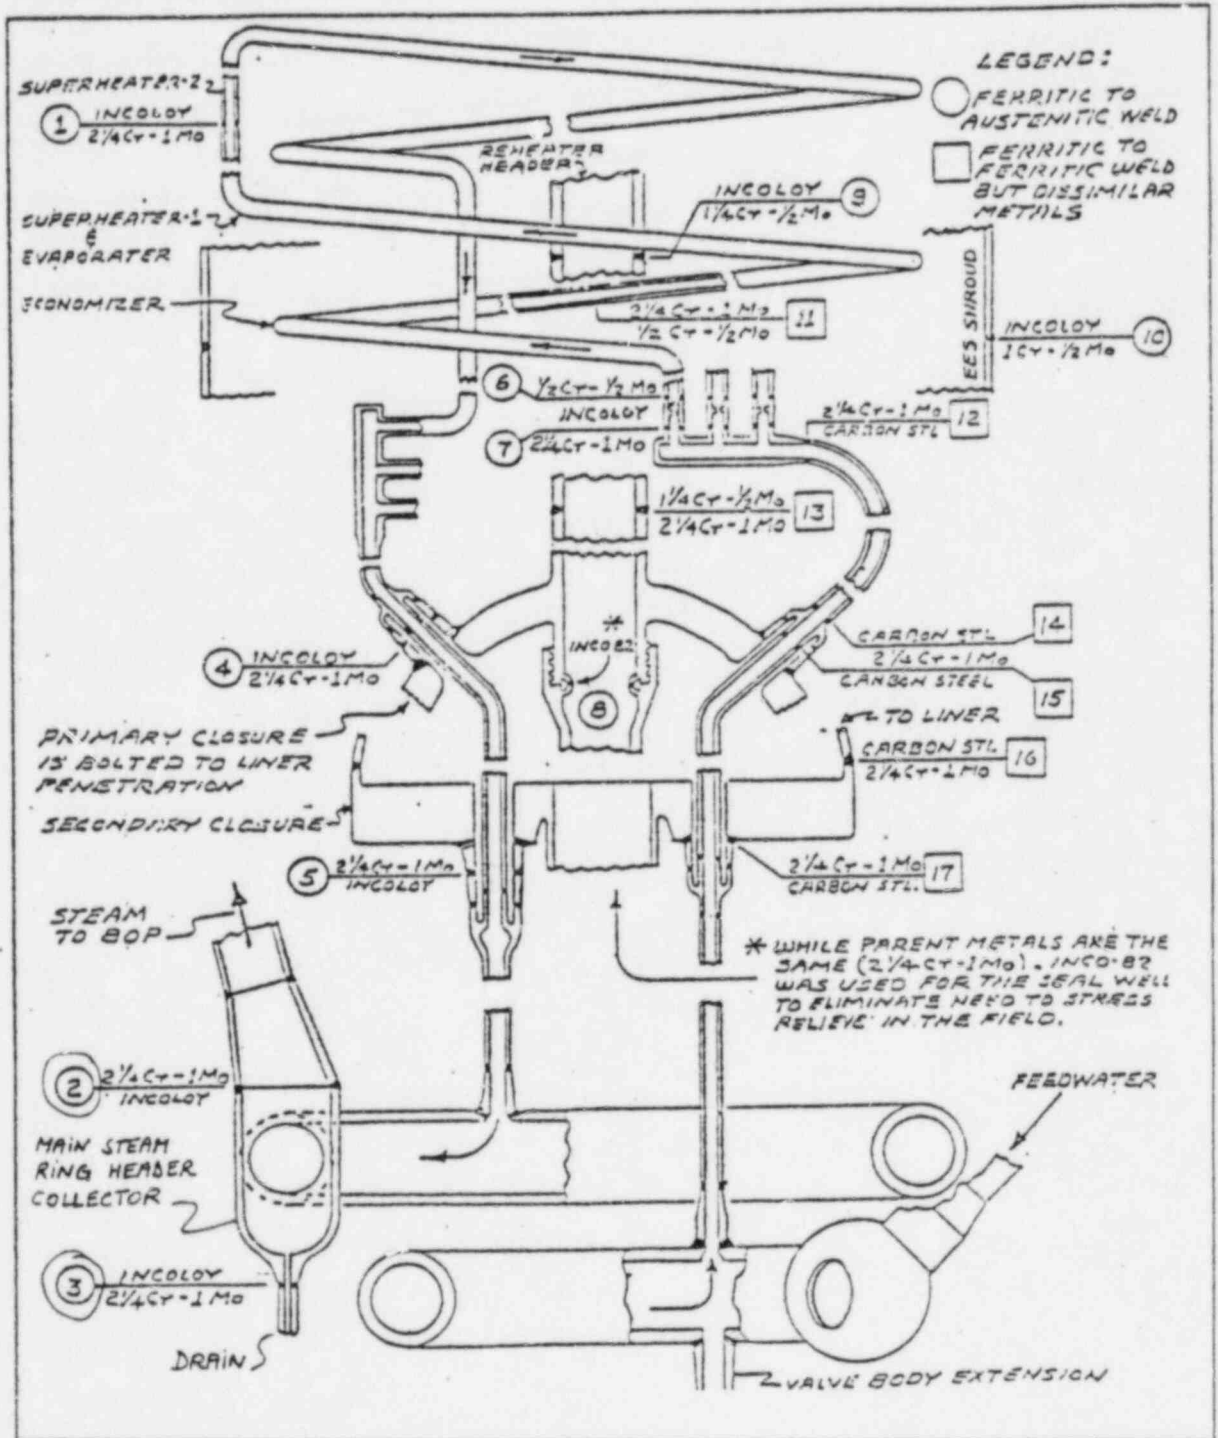 LEGEND:
FERRITIC TO
AUSTENITIC WELD
FERRITIC TO
FERRITIC WELD
BUT DISSIMILAR
METALS
SUPERHEATER-2
1 INCOLOY
2¼Cr-1Mo
REHEATER
HEADER
INCOLOY
1¼Cr-½Mo 9
SUPERHEATER-1
&
EVAPORATER
ECONOMIZER
2¼Cr-1Mo
½Cr-½Mo 11
EES SHROUD
INCOLOY
1Cr-½Mo 10
6 ½Cr-½Mo
INCOLOY
7 2¼Cr-1Mo
2¼Cr-1Mo
CARBON STL 12
1¼Cr-½Mo
2¼Cr-1Mo 13
*
INCO82
8
4 INCOLOY
2¼Cr-1Mo
CARBON STL 14
2¼Cr-1Mo
CARBON STEEL 15
PRIMARY CLOSURE
IS BOLTED TO LINER
PENETRATION
TO LINER
CARBON STL
2¼Cr-1Mo 16
SECONDARY CLOSURE
5 2¼Cr-1Mo
INCOLOY
2¼Cr-1Mo
CARBON STL. 17
STEAM
TO BOP
* WHILE PARENT METALS ARE THE
SAME (2¼Cr-1Mo). INCO-82
WAS USED FOR THE SEAL WELL
TO ELIMINATE NEED TO STRESS
RELIEVE IN THE FIELD.
2 2¼Cr-1Mo
INCOLOY
FEEDWATER
MAIN STEAM
RING HEADER
COLLECTOR
3 INCOLOY
2¼Cr-1Mo
DRAIN
VALVE BODY EXTENSION